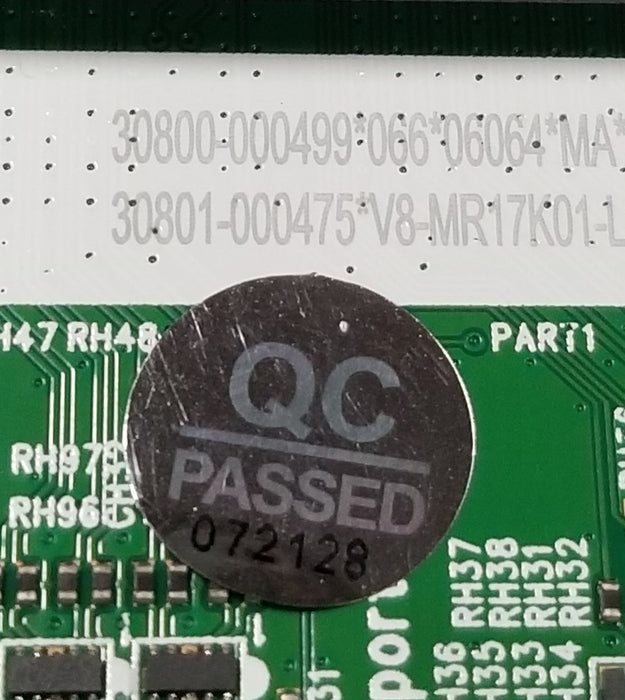 30800-000499*066*06064*MA*
30801-000475*V8-MR17K01-L
RH48
PART1
QC
PASSED
072128
RH97
RH96
RH37
RH38
RH31
RH32
port